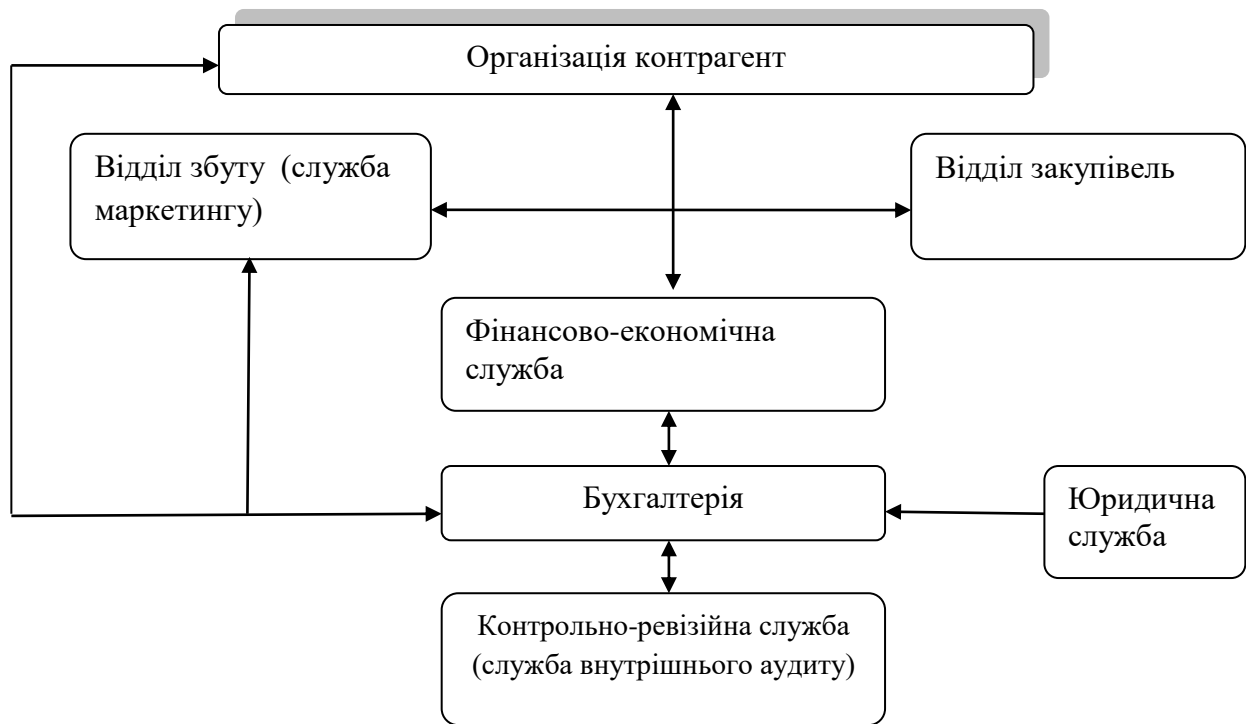 Організація контрагент
Відділ збуту (служба
маркетингу)
Відділ закупівель
Фінансово-економічна
служба
Бухгалтерія
Юридична
служба
Контрольно-ревізійна служба
(служба внутрішнього аудиту)